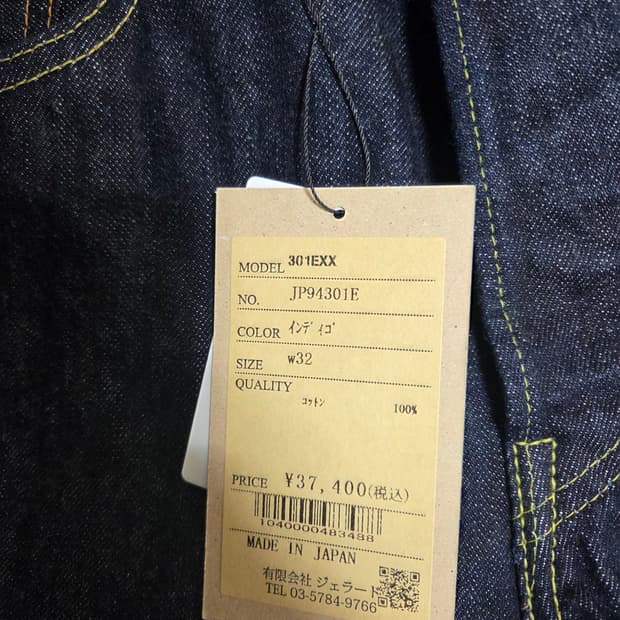 MODEL 301EXX
NO. JP94301E
COLOR ｲﾝﾃﾞｨｺﾞ
SIZE w32
QUALITY
ｺｯﾄﾝ 100%
PRICE ¥37,400(税込)
1040000483488
MADE IN JAPAN
有限会社 ジェラード
TEL 03-5784-9766